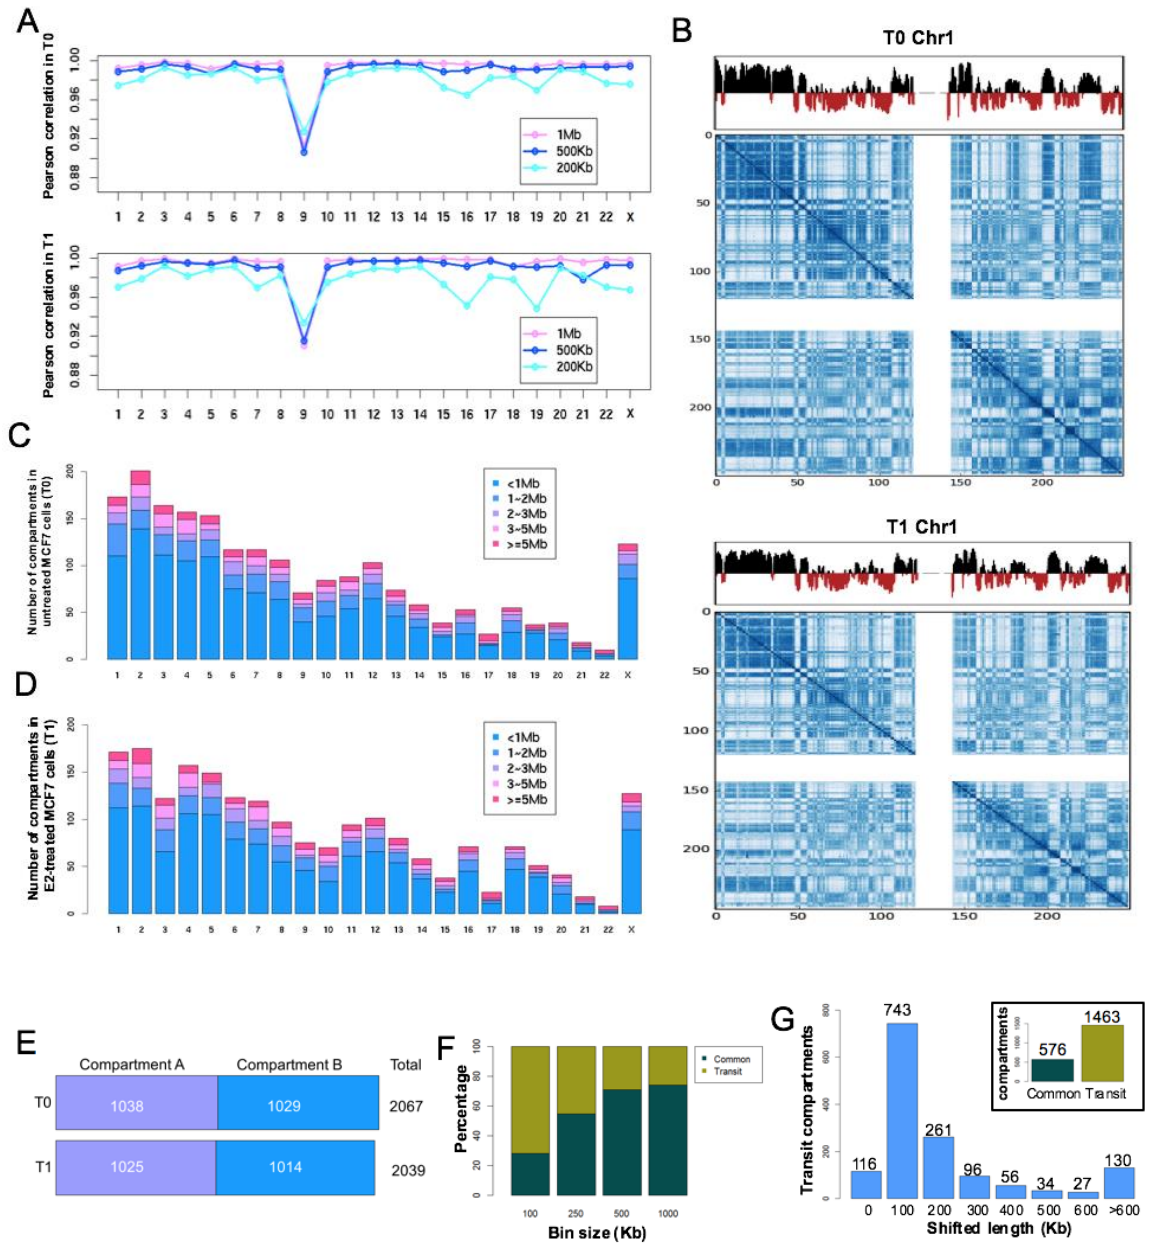 A
Pearson correlation in T0
1.00
0.96
0.92
0.88
1Mb
500Kb
200Kb
1 2 3 4 5 6 7 8 9 10 11 12 13 14 15 16 17 18 19 20 21 22 X
Pearson correlation in T1
1.00
0.96
0.92
0.88
1Mb
500Kb
200Kb
1 2 3 4 5 6 7 8 9 10 11 12 13 14 15 16 17 18 19 20 21 22 X
B
T0 Chr1
0
50
100
150
200
0 50 100 150 200
T1 Chr1
0
50
100
150
200
0 50 100 150 200
C
Number of compartments in
untreated MCF7 cells (T0)
200
150
100
50
0
<1Mb
1~2Mb
2~3Mb
3~5Mb
>=5Mb
1 2 3 4 5 6 7 8 9 10 11 12 13 14 15 16 17 18 19 20 21 22 X
D
Number of compartments in
E2-treated MCF7 cells (T1)
200
150
100
50
0
<1Mb
1~2Mb
2~3Mb
3~5Mb
>=5Mb
1 2 3 4 5 6 7 8 9 10 11 12 13 14 15 16 17 18 19 20 21 22 X
E
Compartment A Compartment B Total
T0 1038 1029 2067
T1 1025 1014 2039
F
Percentage
100
80
60
40
20
0
Common
Transit
100 250 500 1000
Bin size (Kb)
G
Transit compartments
800
600
400
200
0
116 743 261 96 56 34 27 130
0 100 200 300 400 500 600 >600
Shifted length (Kb)
compartments
1500
1000
500
0
576 1463
Common Transit